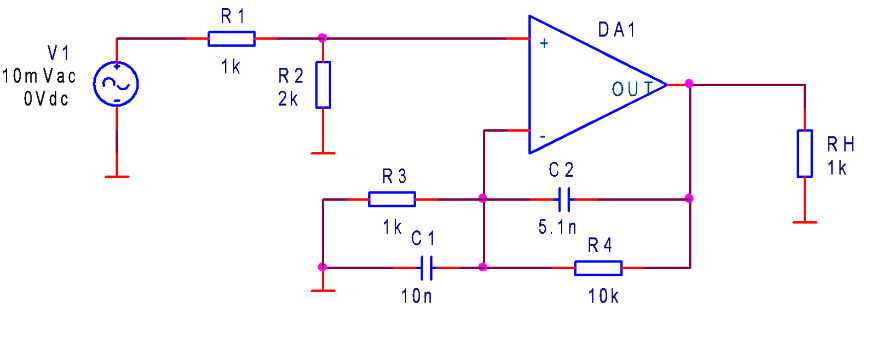 R1
DA1
V1
+
1k
+
10mVac
R2
OUT
0Vdc
2k
-
-
RH
1k
R3
C2
1k
C1
5.1n
R4
10n
10k